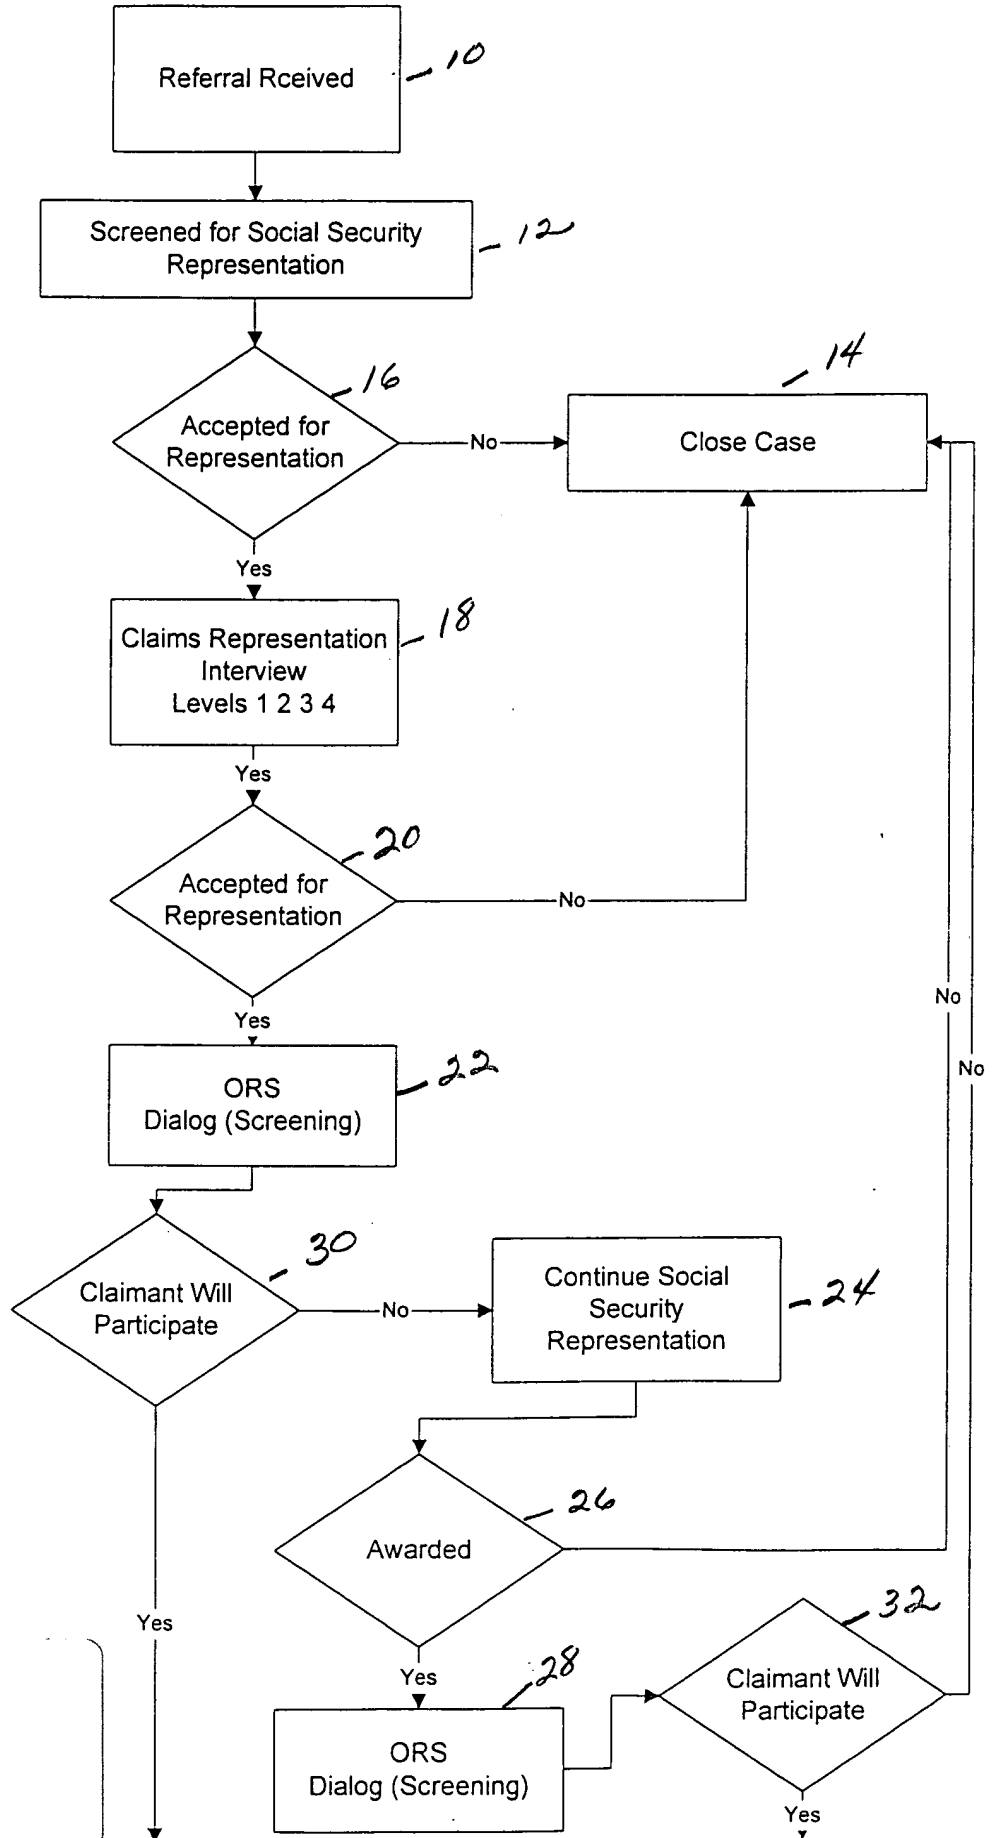 Referral Rceived
10
Screened for Social Security
Representation
12
Accepted for
Representation
16
No
Close Case
14
Yes
Claims Representation
Interview
Levels 1 2 3 4
18
Yes
Accepted for
Representation
20
No
Yes
No
No
ORS
Dialog (Screening)
22
Claimant Will
Participate
30
No
Continue Social
Security
Representation
24
Awarded
26
Yes
Yes
ORS
Dialog (Screening)
28
Claimant Will
Participate
32
Yes